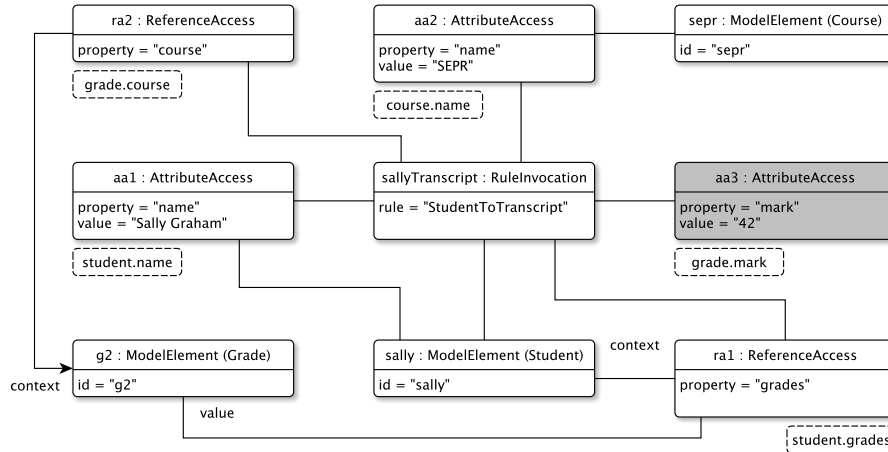 ra2 : ReferenceAccess
property = "course"
grade.course
aa2 : AttributeAccess
property = "name"
value = "SEPR"
course.name
sepr : ModelElement (Course)
id = "sepr"
aa1 : AttributeAccess
property = "name"
value = "Sally Graham"
student.name
sallyTranscript : RuleInvocation
rule = "StudentToTranscript"
aa3 : AttributeAccess
property = "mark"
value = "42"
grade.mark
g2 : ModelElement (Grade)
id = "g2"
context
value
sally : ModelElement (Student)
id = "sally"
context
ra1 : ReferenceAccess
property = "grades"
student.grades